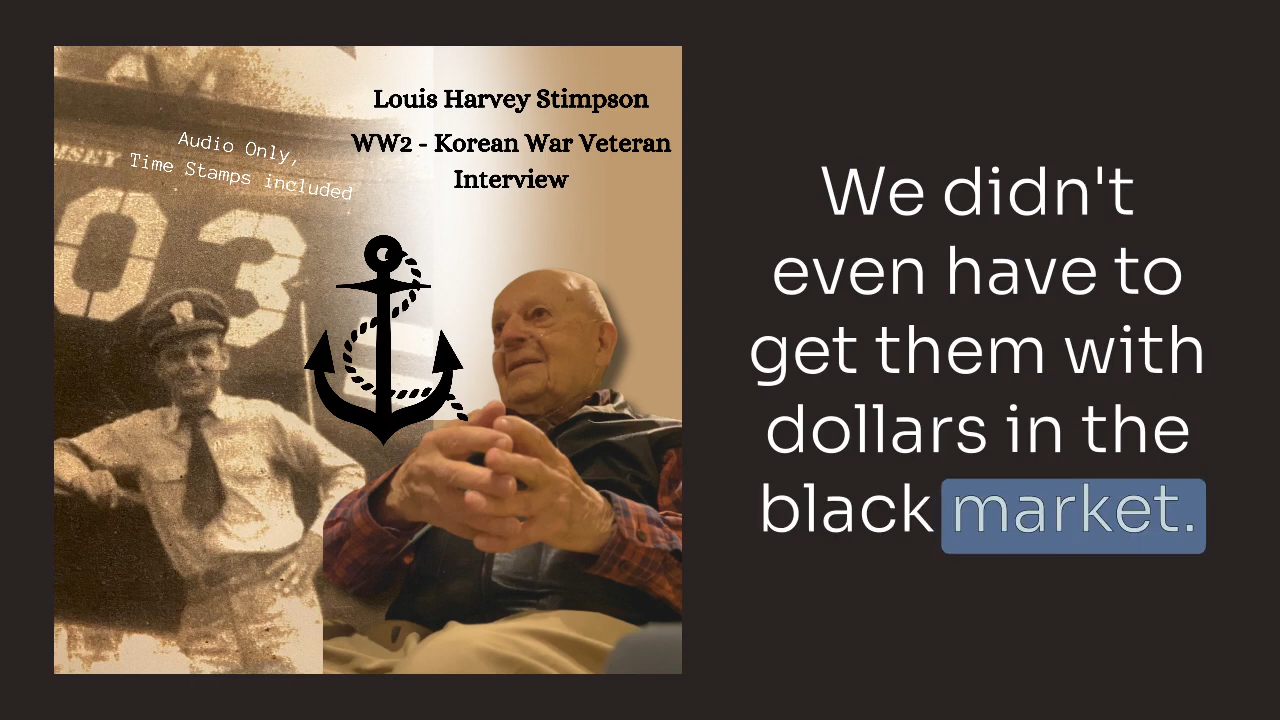 Louis Harvey Stimpson
WW2 - Korean War Veteran
Interview
Audio Only,
Time Stamps included
MSEY
03
We didn't
even have to
get them with
dollars in the
black market.